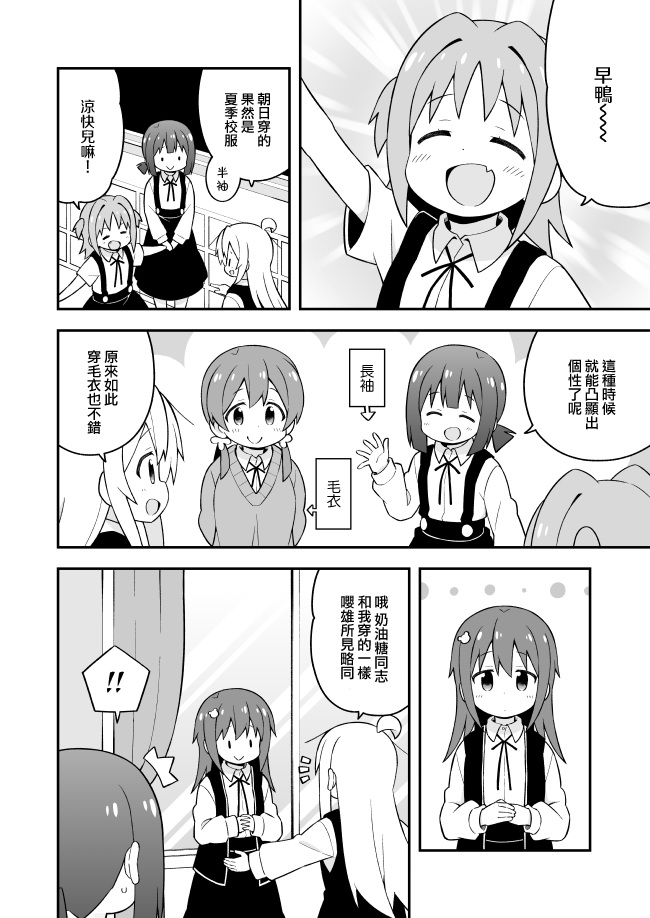 早鴨～～
朝日穿的
果然是
夏季校服
半袖
涼快兒嘛！
這種時候
就能凸顯出
個性了呢
長袖
毛衣
原來如此
穿毛衣也不錯
哦 奶油糖同志
和我穿的一樣
嚶雄所見略同
!!